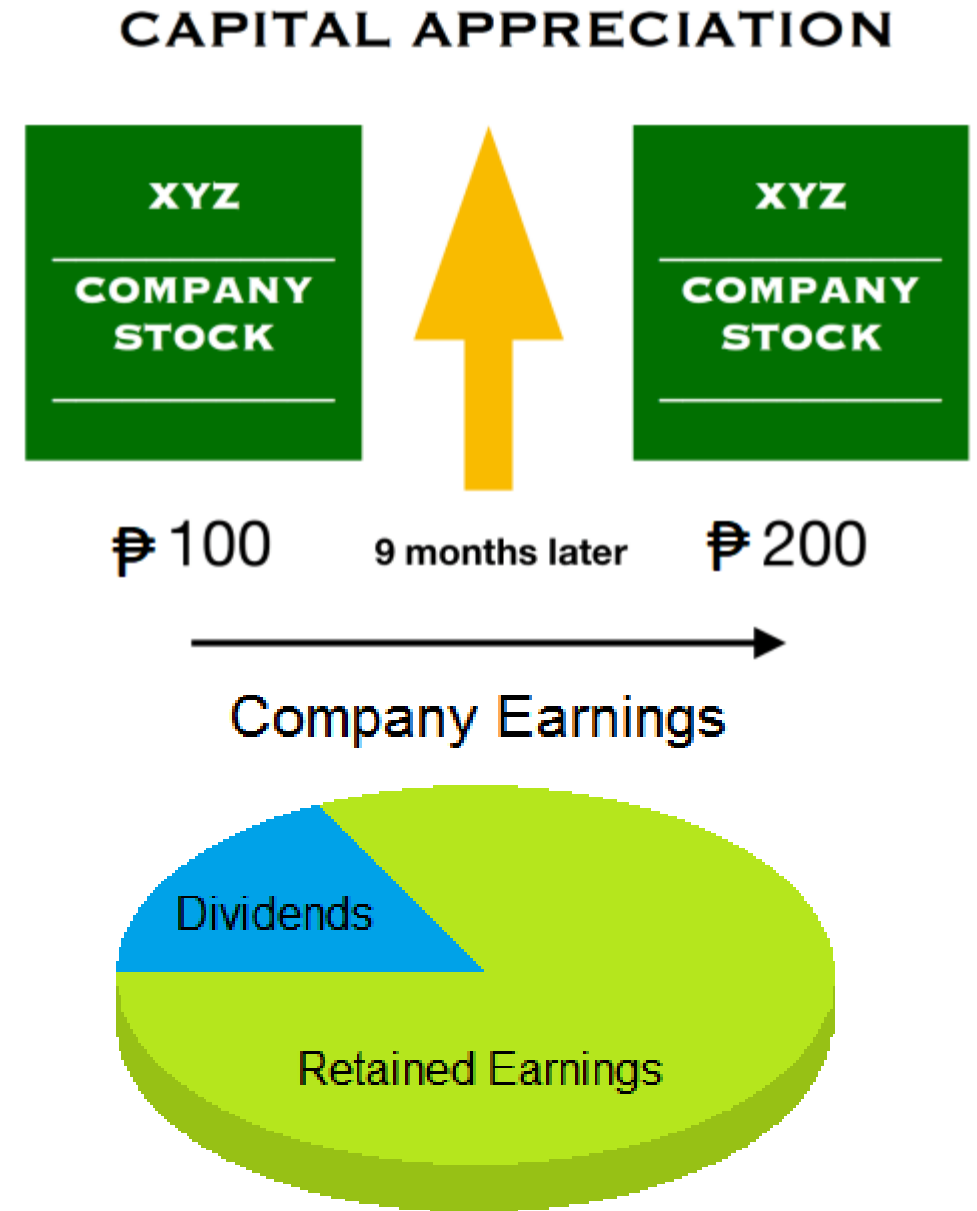 CAPITAL APPRECIATION
XYZ
COMPANY
STOCK
XYZ
COMPANY
STOCK
₱ 100
9 months later
₱ 200
Company Earnings
Dividends
Retained Earnings